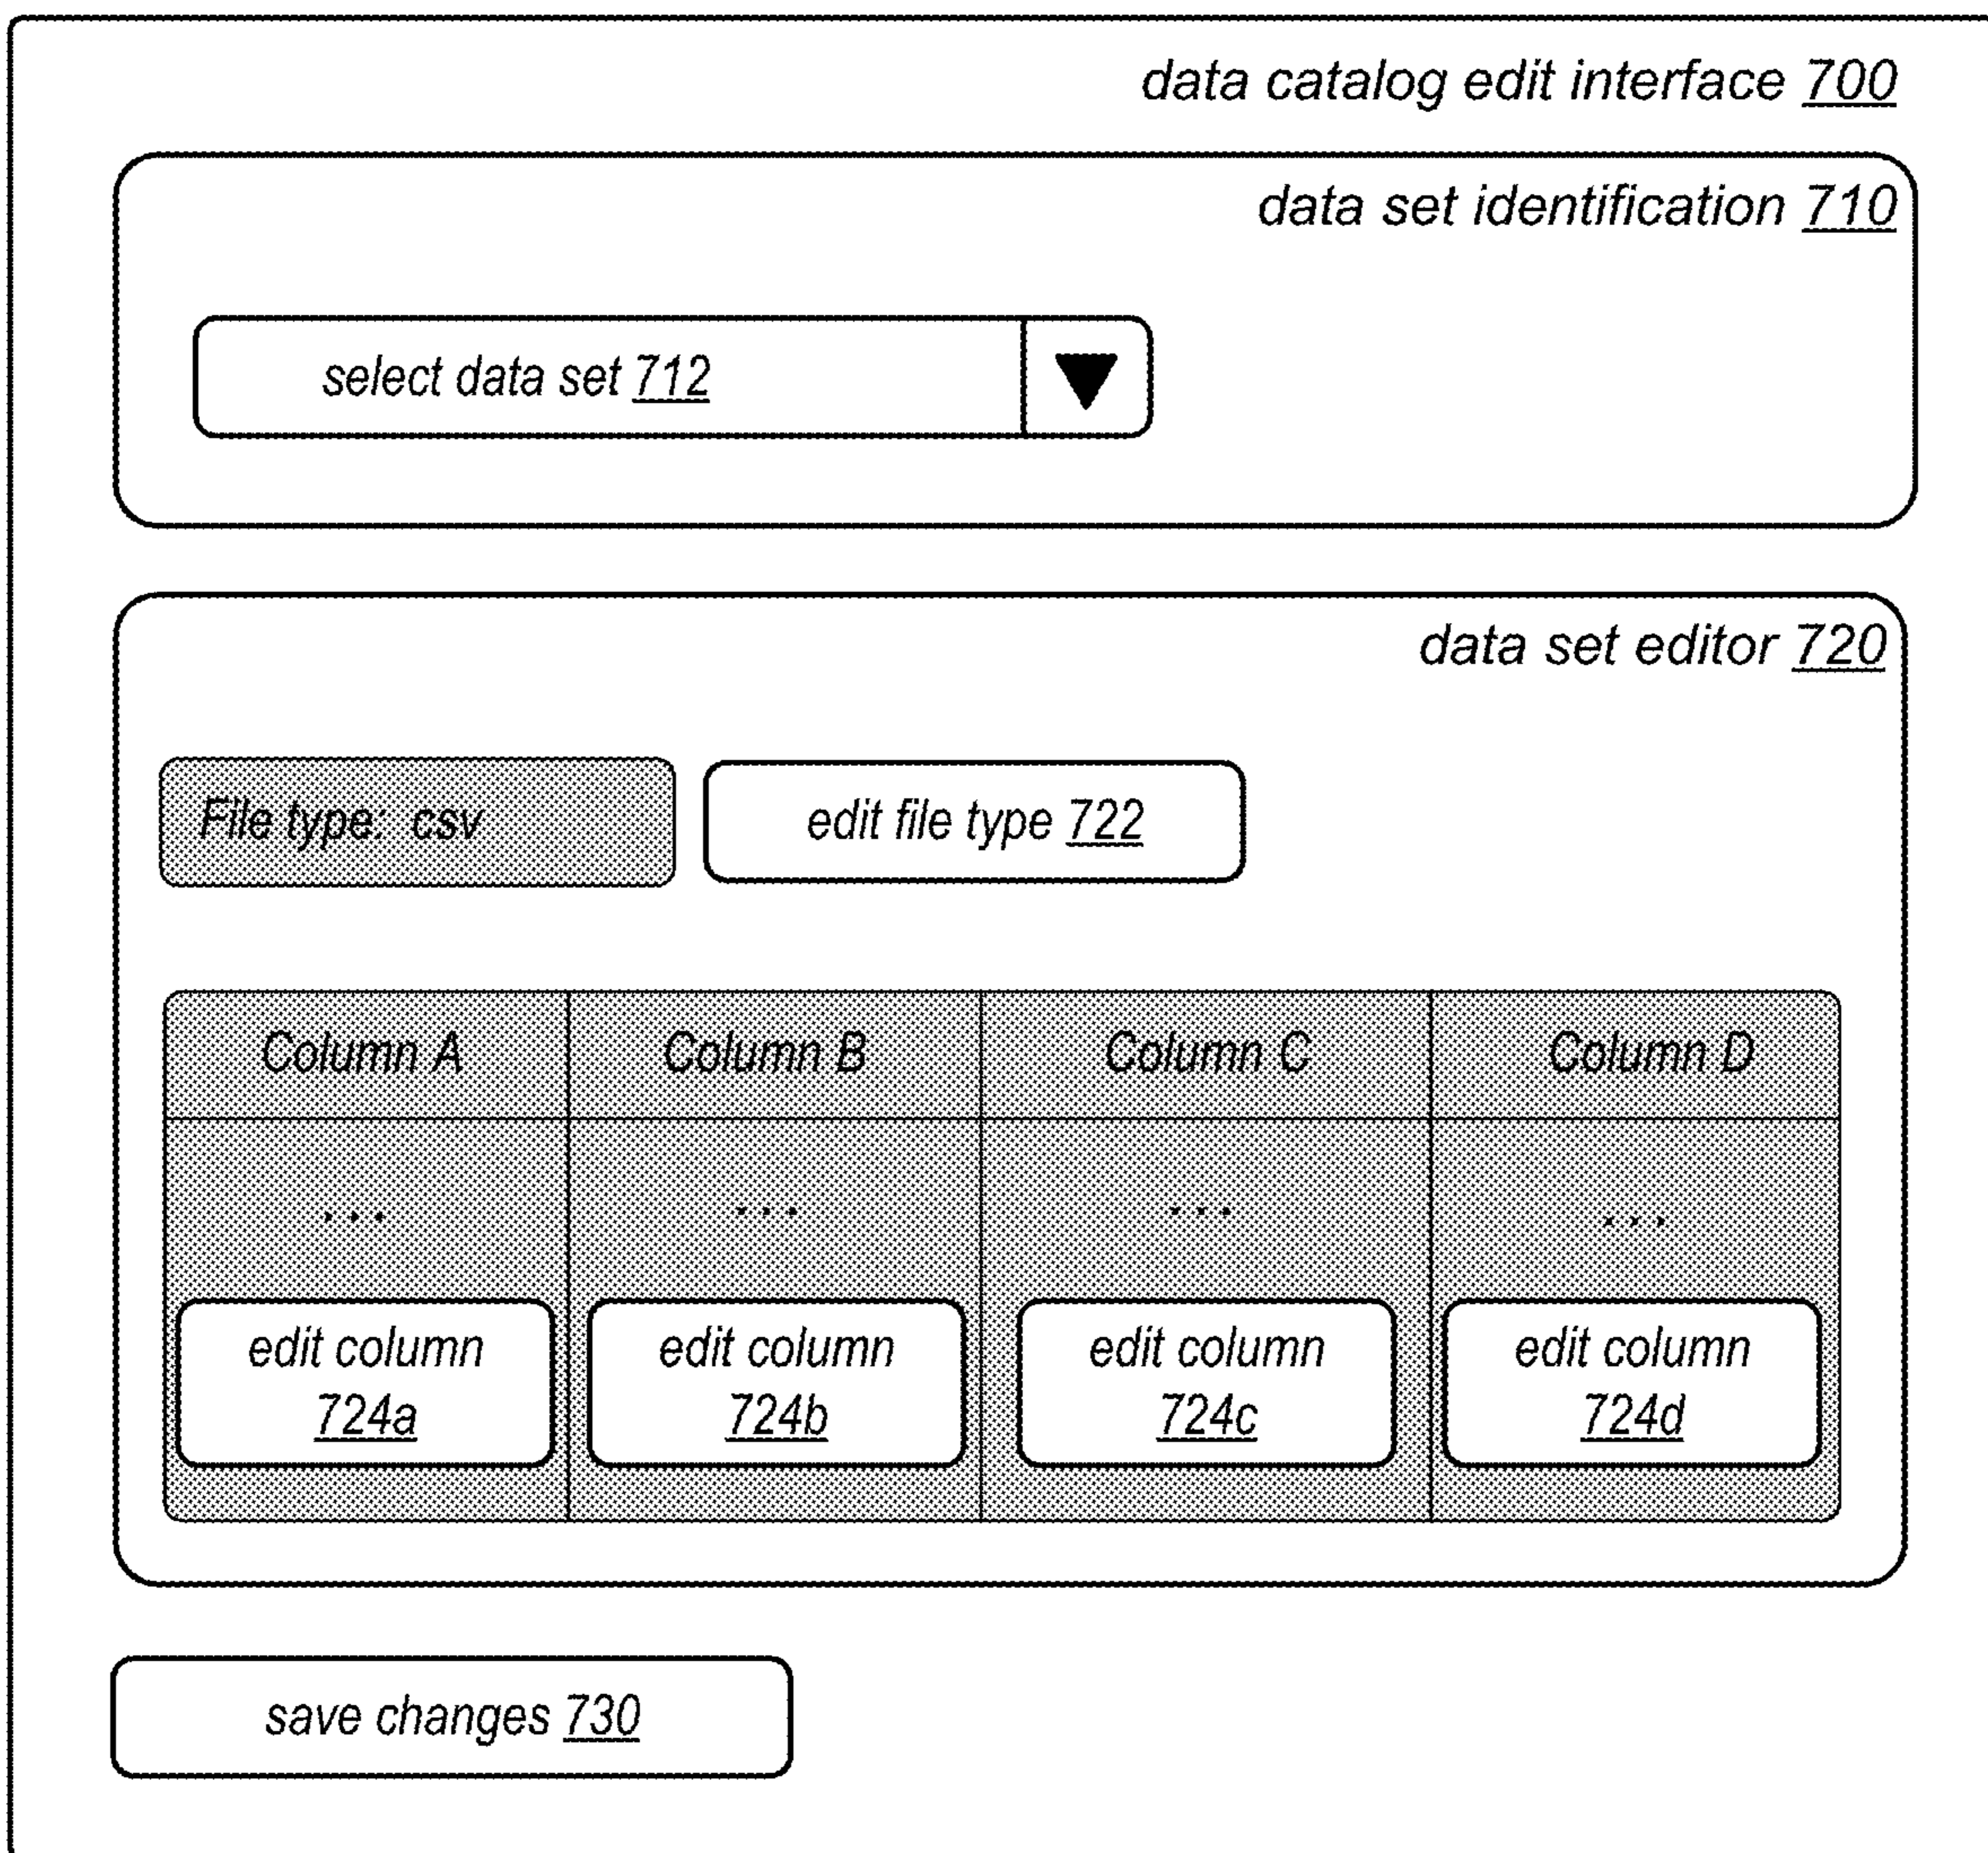 data catalog edit interface 700
data set identification 710
select data set 712
data set editor 720
File type: csv
edit file type 722
Column A Column B Column C Column D
... ... ... ...
edit column edit column edit column edit column
724a 724b 724c 724d
save changes 730